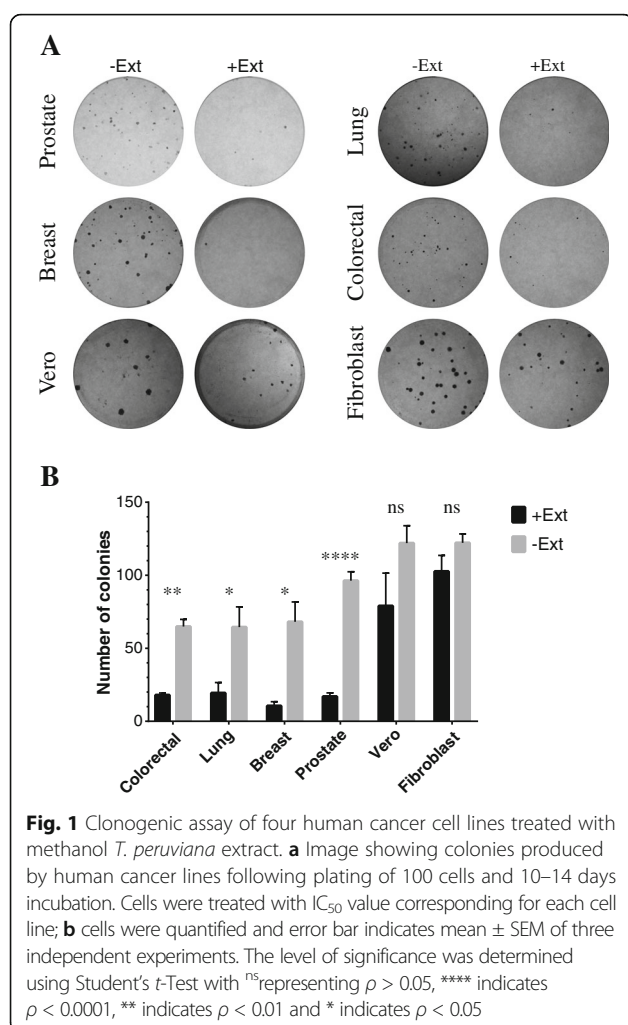 A
-Ext +Ext -Ext +Ext
Prostate Lung
Breast Colorectal
Vero Fibroblast
B
Number of colonies
150
100
50
0
** * * **** ns ns
+Ext
-Ext
Colorectal Lung Breast Prostate Vero Fibroblast
Fig. 1 Clonogenic assay of four human cancer cell lines treated with
methanol T. peruviana extract. a Image showing colonies produced
by human cancer lines following plating of 100 cells and 10–14 days
incubation. Cells were treated with IC50 value corresponding for each cell
line; b cells were quantified and error bar indicates mean ± SEM of three
independent experiments. The level of significance was determined
using Student's t-Test with nsrepresenting ρ > 0.05, **** indicates
ρ < 0.0001, ** indicates ρ < 0.01 and * indicates ρ < 0.05